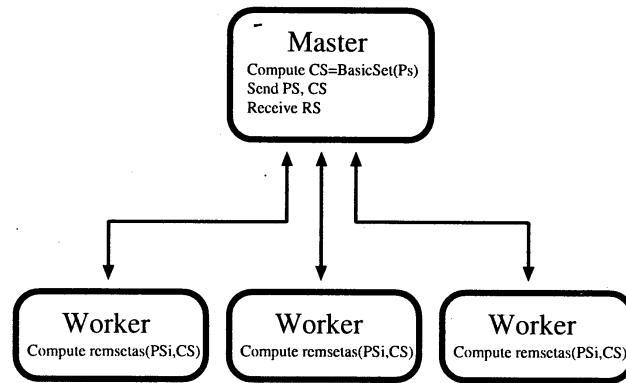 Master
Compute CS=BasicSet(Ps)
Send PS, CS
Receive RS
Worker
Compute remsetas(PSi,CS)
Worker
Compute remsetas(PSi,CS)
Worker
Compute remsetas(PSi,CS)